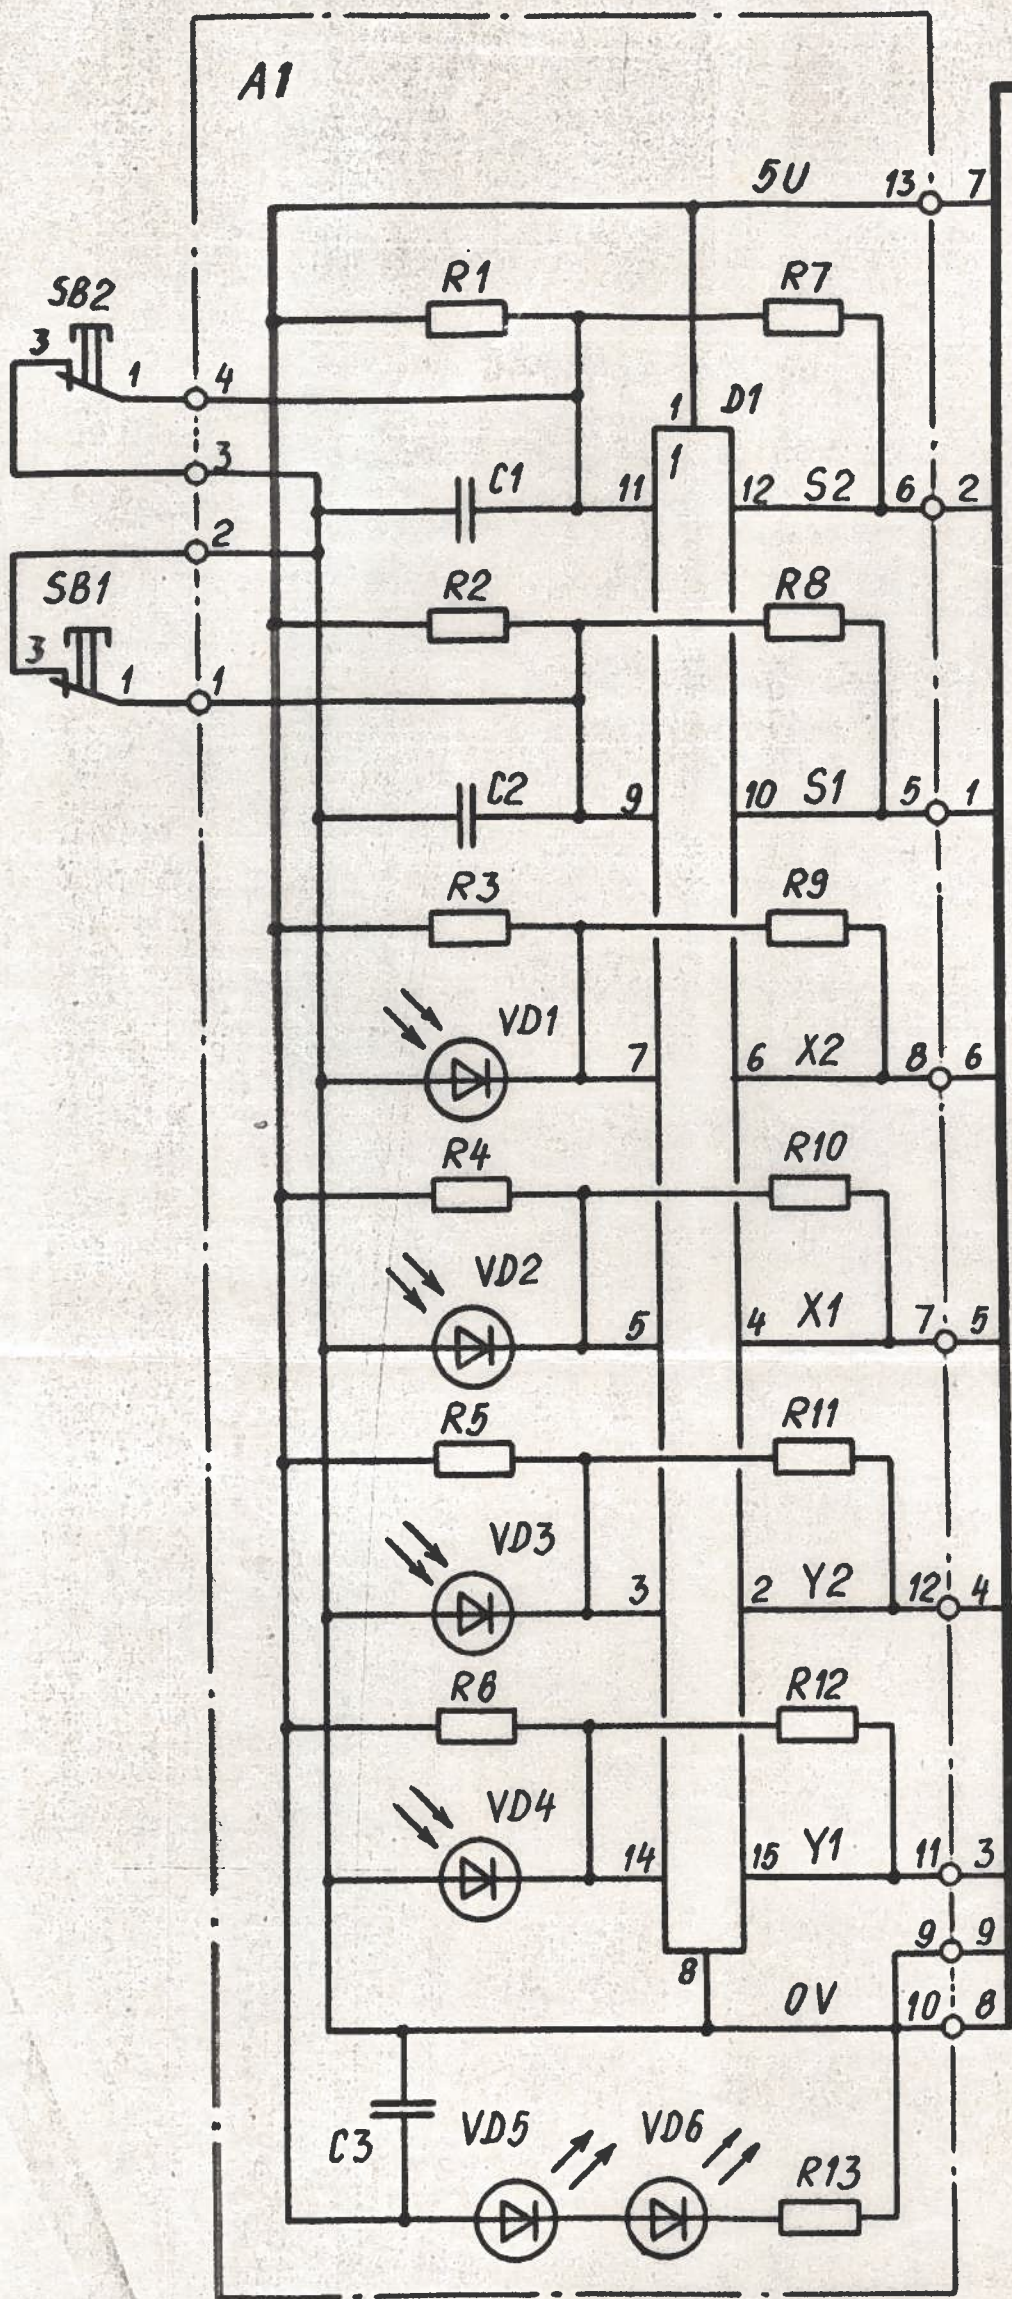 A1
5U 13 7
R1 R7
SB2
3 1 4
1 D1
3
1
C1 11 12 S2 6 2
2
SB1 R2 R8
3 1 1
C2 9 10 S1 5 1
R3 R9
VD1 7 6 X2 8 6
R4 R10
VD2 5 4 X1 7 5
R5 R11
VD3 3 2 Y2 12 4
R6 R12
VD4 14 15 Y1 11 3
9 9
8 0V 10 8
C3 VD5 VD6 R13